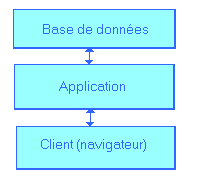 Base de données
Application
Client (navigateur)